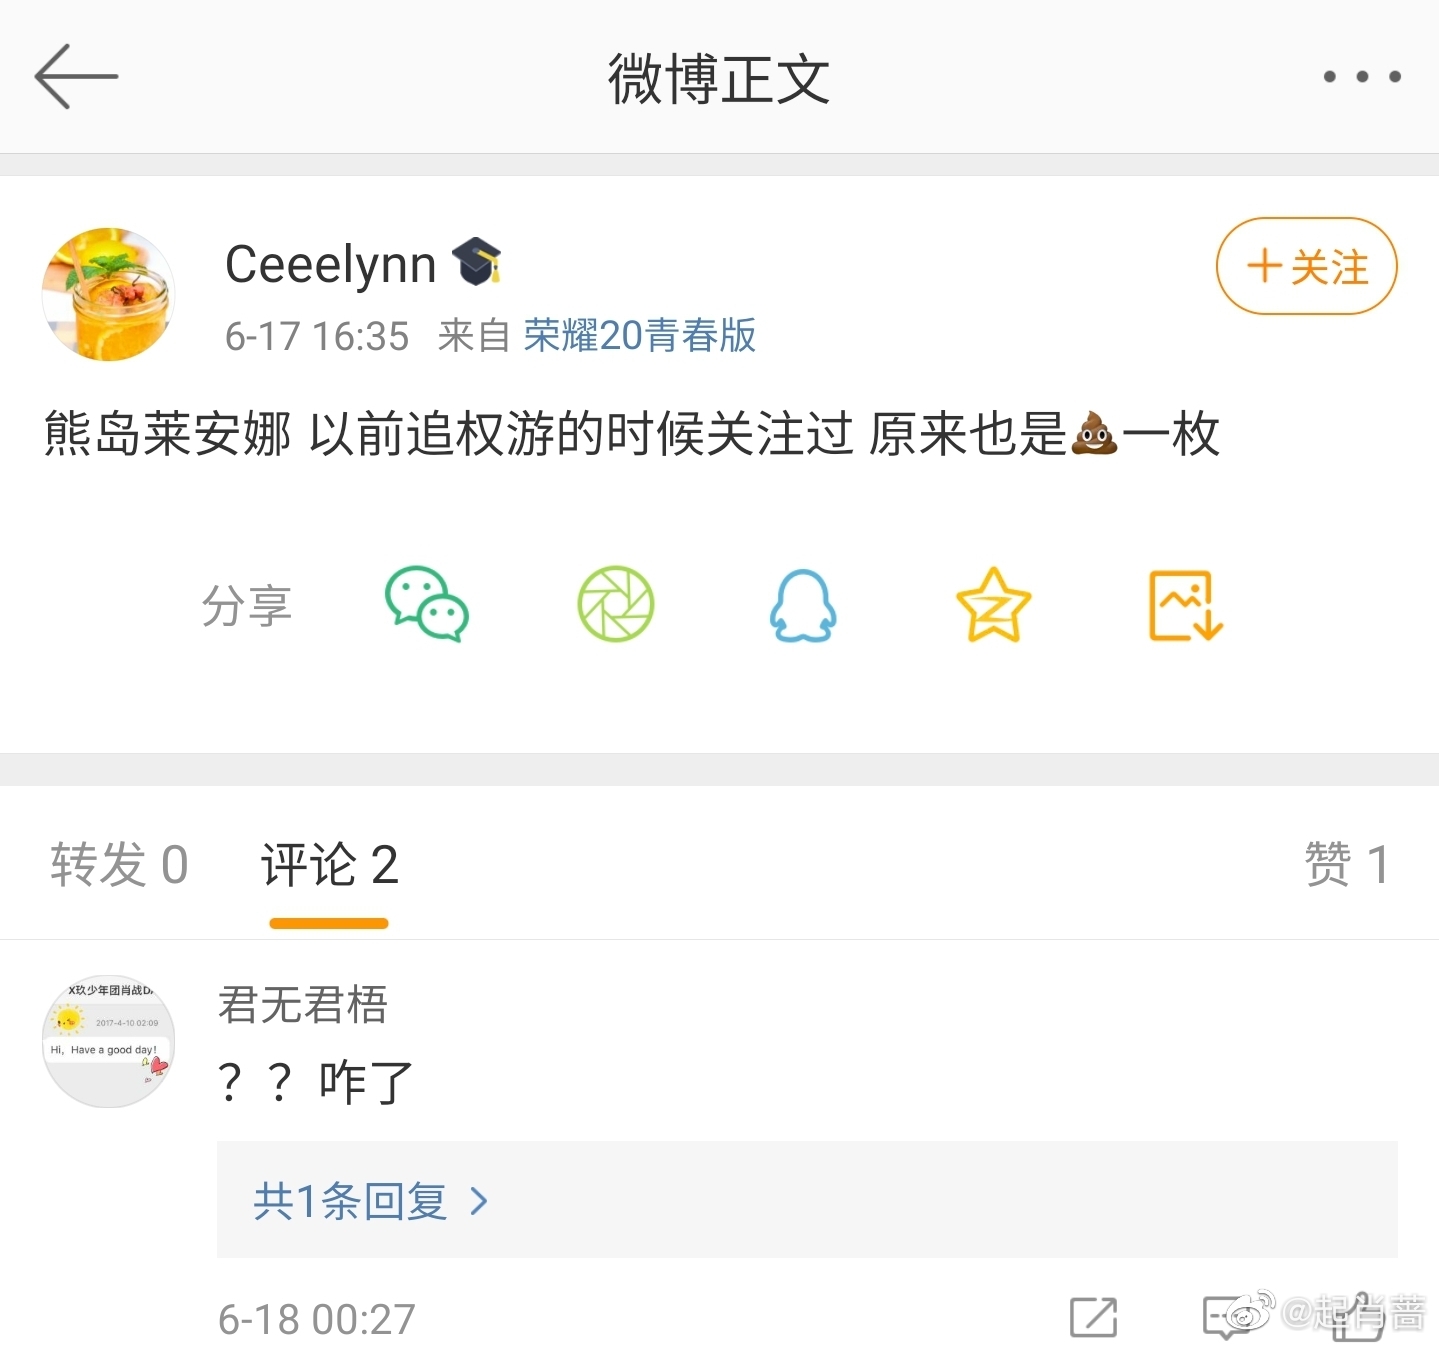 微博正文
Ceeelynn 🎓
+关注
6-17 16:35 来自 荣耀20青春版
熊岛莱安娜 以前追权游的时候关注过 原来也是💩一枚
分享
转发 0 评论 2 赞 1
X玖少年团肖战DA
2017-4-10 02:09
Hi，Have a good day!
君无君梧
？？咋了
共1条回复 >
6-18 00:27
@起肖蔷